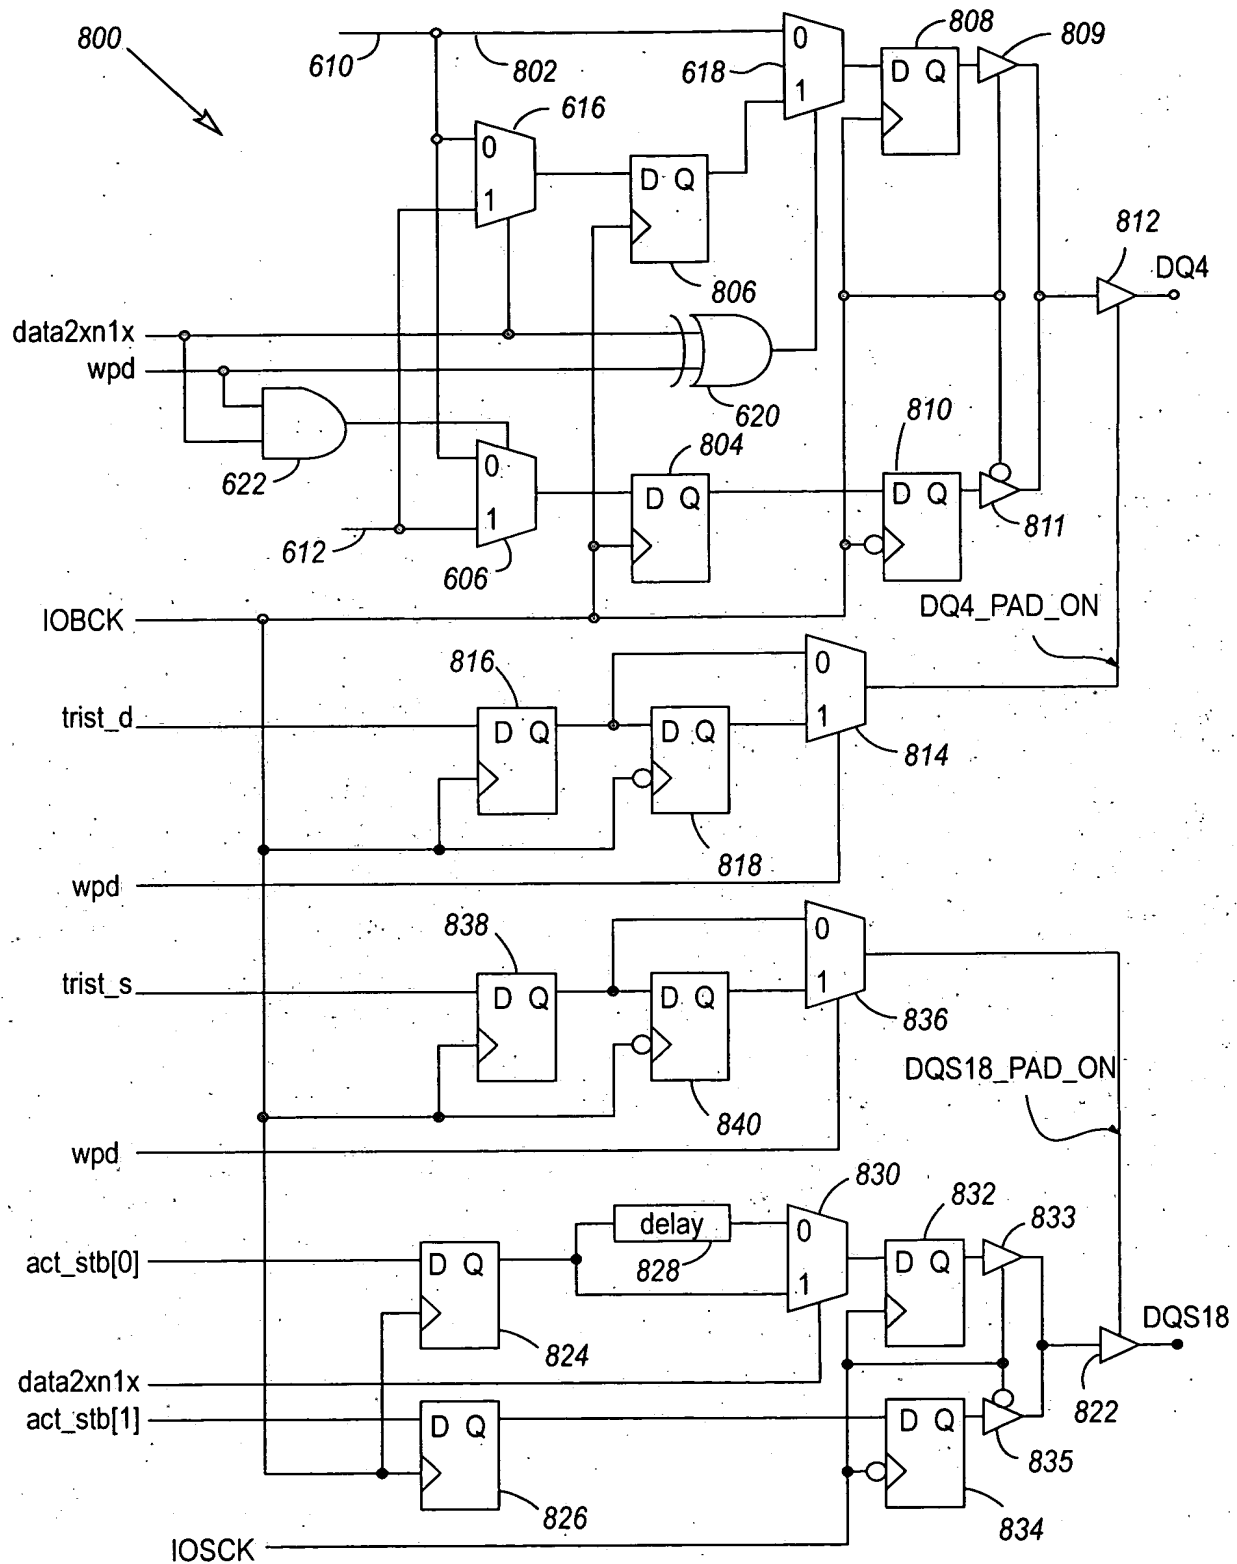 800
610
802
618
0
1
808
D Q
809
616
0
1
D Q
806
812
DQ4
data2xn1x
wpd
620
622
0
1
606
804
D Q
810
D Q
811
612
IOBCK
DQ4_PAD_ON
816
trist_d
D Q
D Q
818
0
1
814
wpd
838
trist_s
D Q
D Q
840
0
1
836
DQS18_PAD_ON
wpd
act_stb[0]
D Q
824
delay
828
830
0
1
832
D Q
833
DQS18
822
data2xn1x
act_stb[1]
D Q
826
D Q
834
835
IOSCK